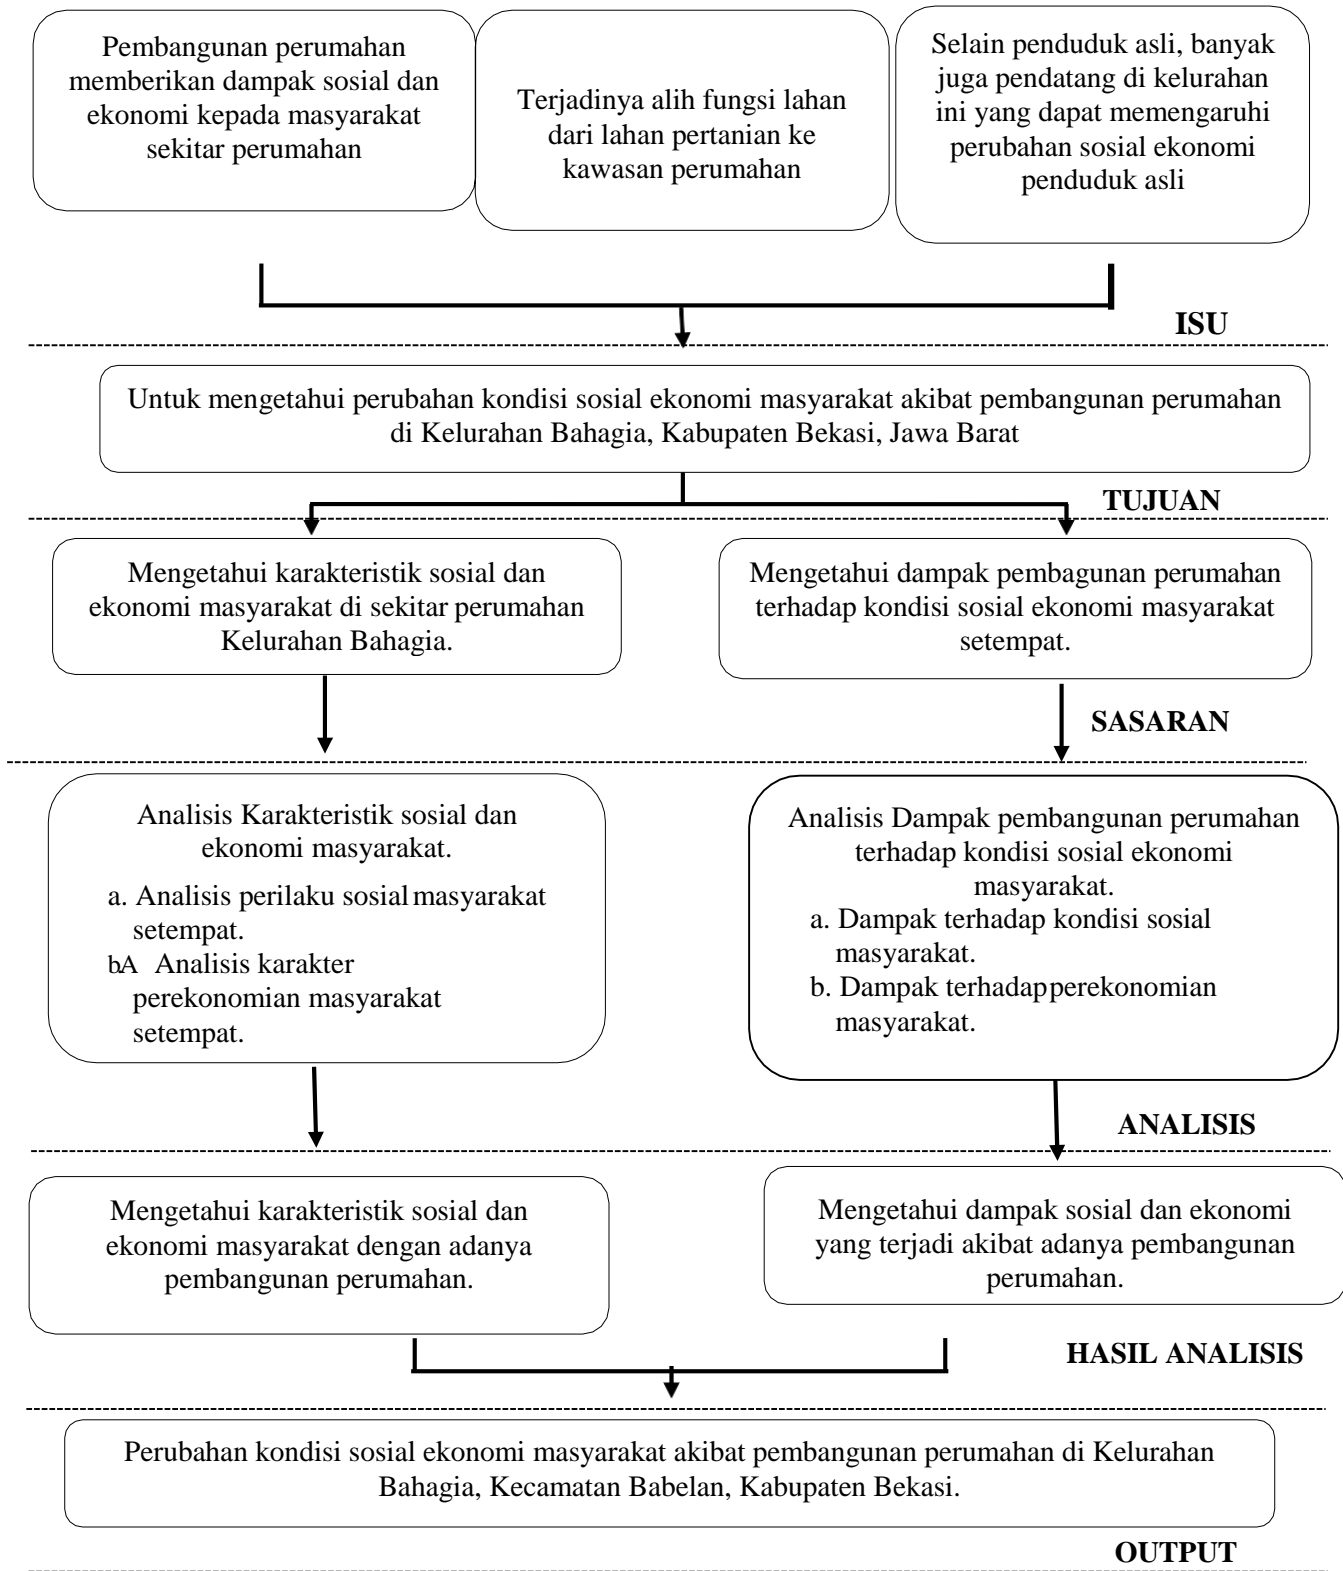 Pembangunan perumahan
memberikan dampak sosial dan
ekonomi kepada masyarakat
sekitar perumahan
Terjadinya alih fungsi lahan
dari lahan pertanian ke
kawasan perumahan
Selain penduduk asli, banyak
juga pendatang di kelurahan
ini yang dapat memengaruhi
perubahan sosial ekonomi
penduduk asli
ISU
Untuk mengetahui perubahan kondisi sosial ekonomi masyarakat akibat pembangunan perumahan
di Kelurahan Bahagia, Kabupaten Bekasi, Jawa Barat
TUJUAN
Mengetahui karakteristik sosial dan
ekonomi masyarakat di sekitar perumahan
Kelurahan Bahagia.
Mengetahui dampak pembagunan perumahan
terhadap kondisi sosial ekonomi masyarakat
setempat.
SASARAN
Analisis Karakteristik sosial dan
ekonomi masyarakat.
a. Analisis perilaku sosial masyarakat
setempat.
bA Analisis karakter
perekonomian masyarakat
setempat.
Analisis Dampak pembangunan perumahan
terhadap kondisi sosial ekonomi
masyarakat.
a. Dampak terhadap kondisi sosial
masyarakat.
b. Dampak terhadap perekonomian
masyarakat.
ANALISIS
Mengetahui karakteristik sosial dan
ekonomi masyarakat dengan adanya
pembangunan perumahan.
Mengetahui dampak sosial dan ekonomi
yang terjadi akibat adanya pembangunan
perumahan.
HASIL ANALISIS
Perubahan kondisi sosial ekonomi masyarakat akibat pembangunan perumahan di Kelurahan
Bahagia, Kecamatan Babelan, Kabupaten Bekasi.
OUTPUT